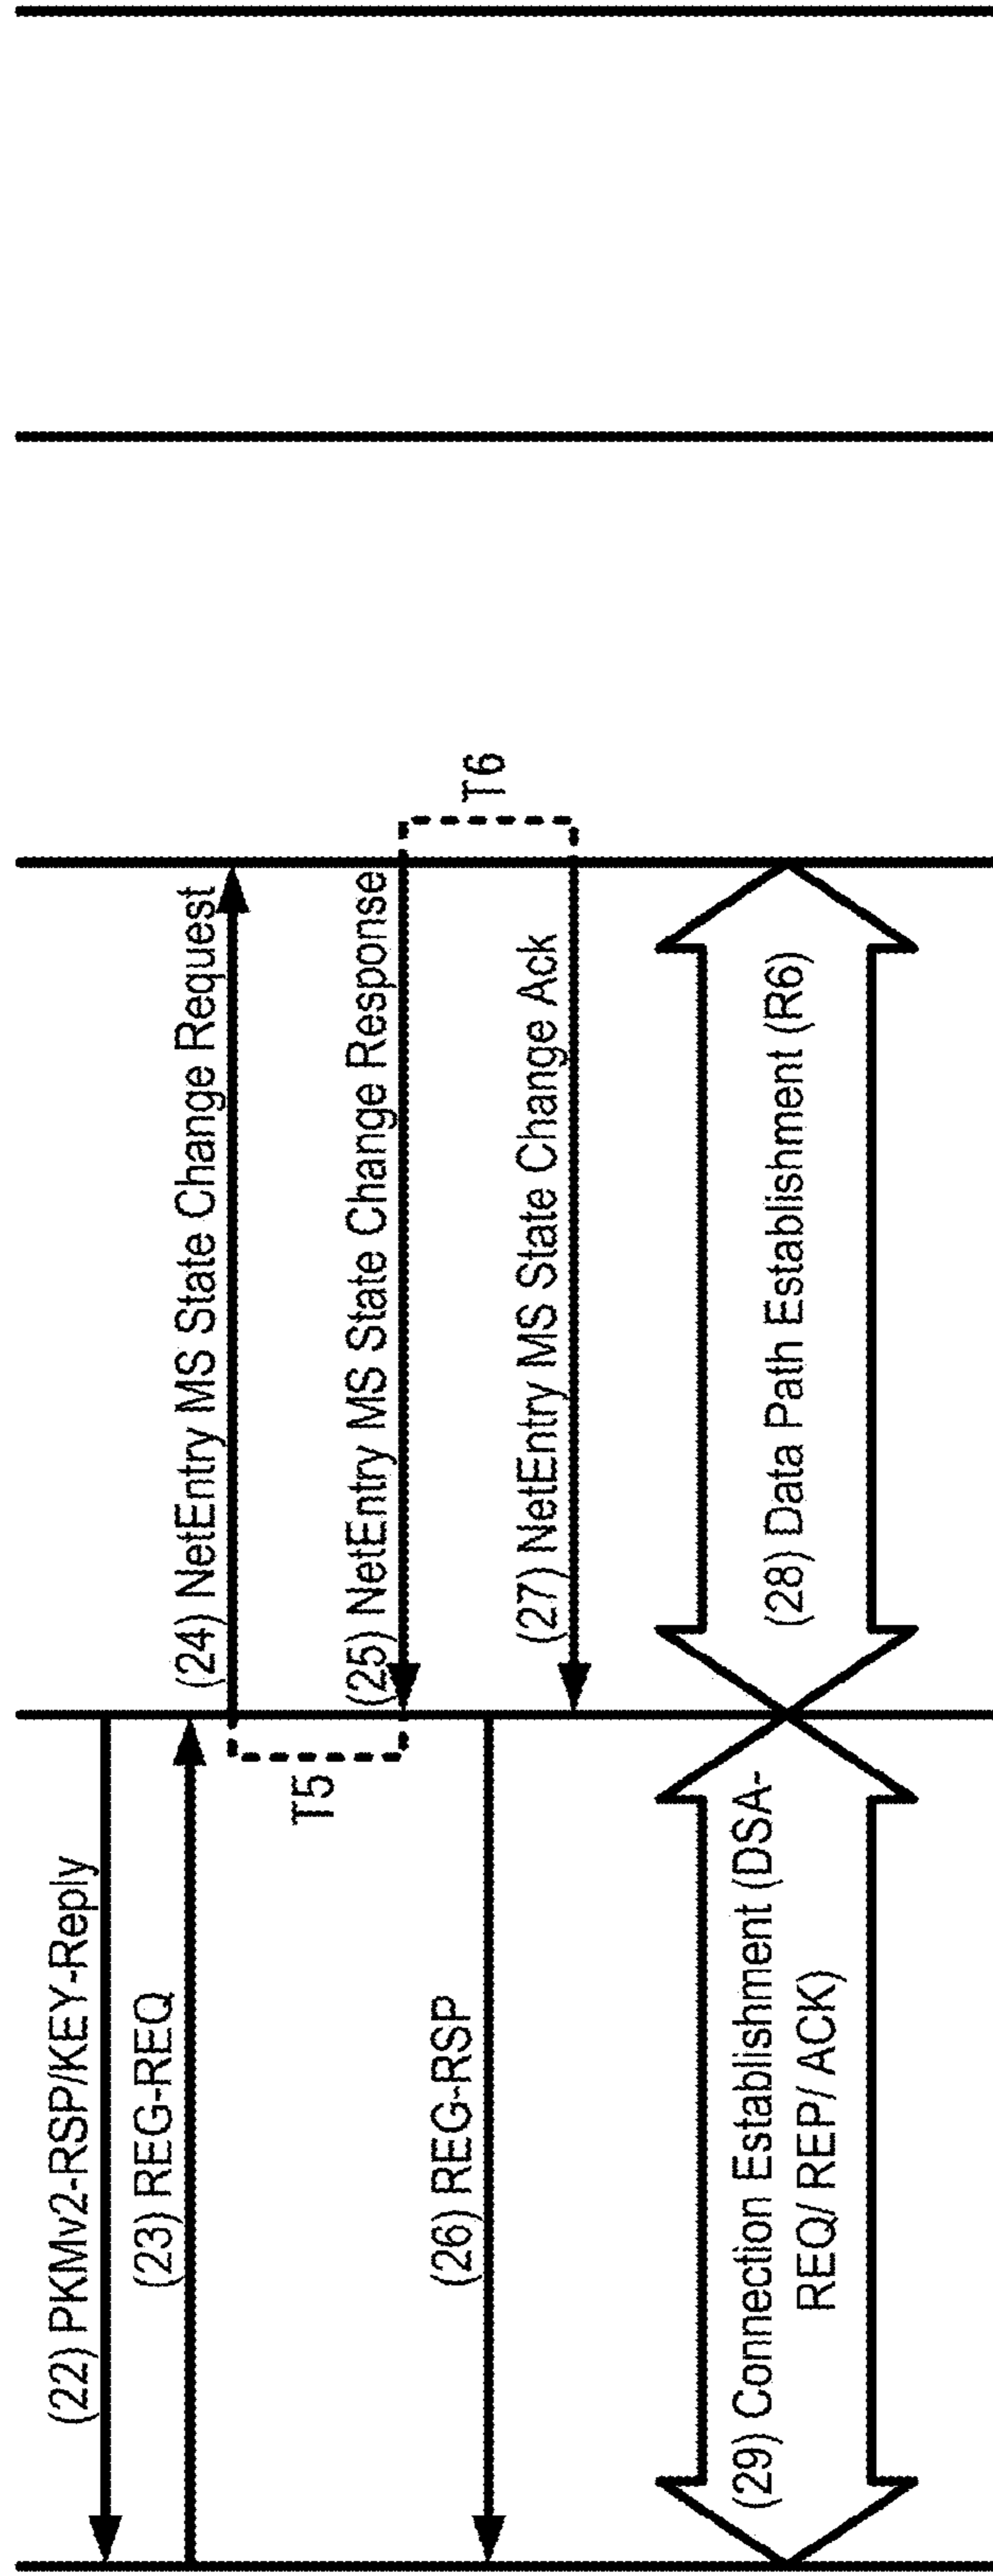 (22) PKMv2-RSP/KEY-Reply
(23) REG-REQ
(24) NetEntry MS State Change Request
T5
(25) NetEntry MS State Change Response
(26) REG-RSP
T6
(27) NetEntry MS State Change Ack
(29) Connection Establishment (DSA-
REQ/ REP/ ACK)
(28) Data Path Establishment (R6)